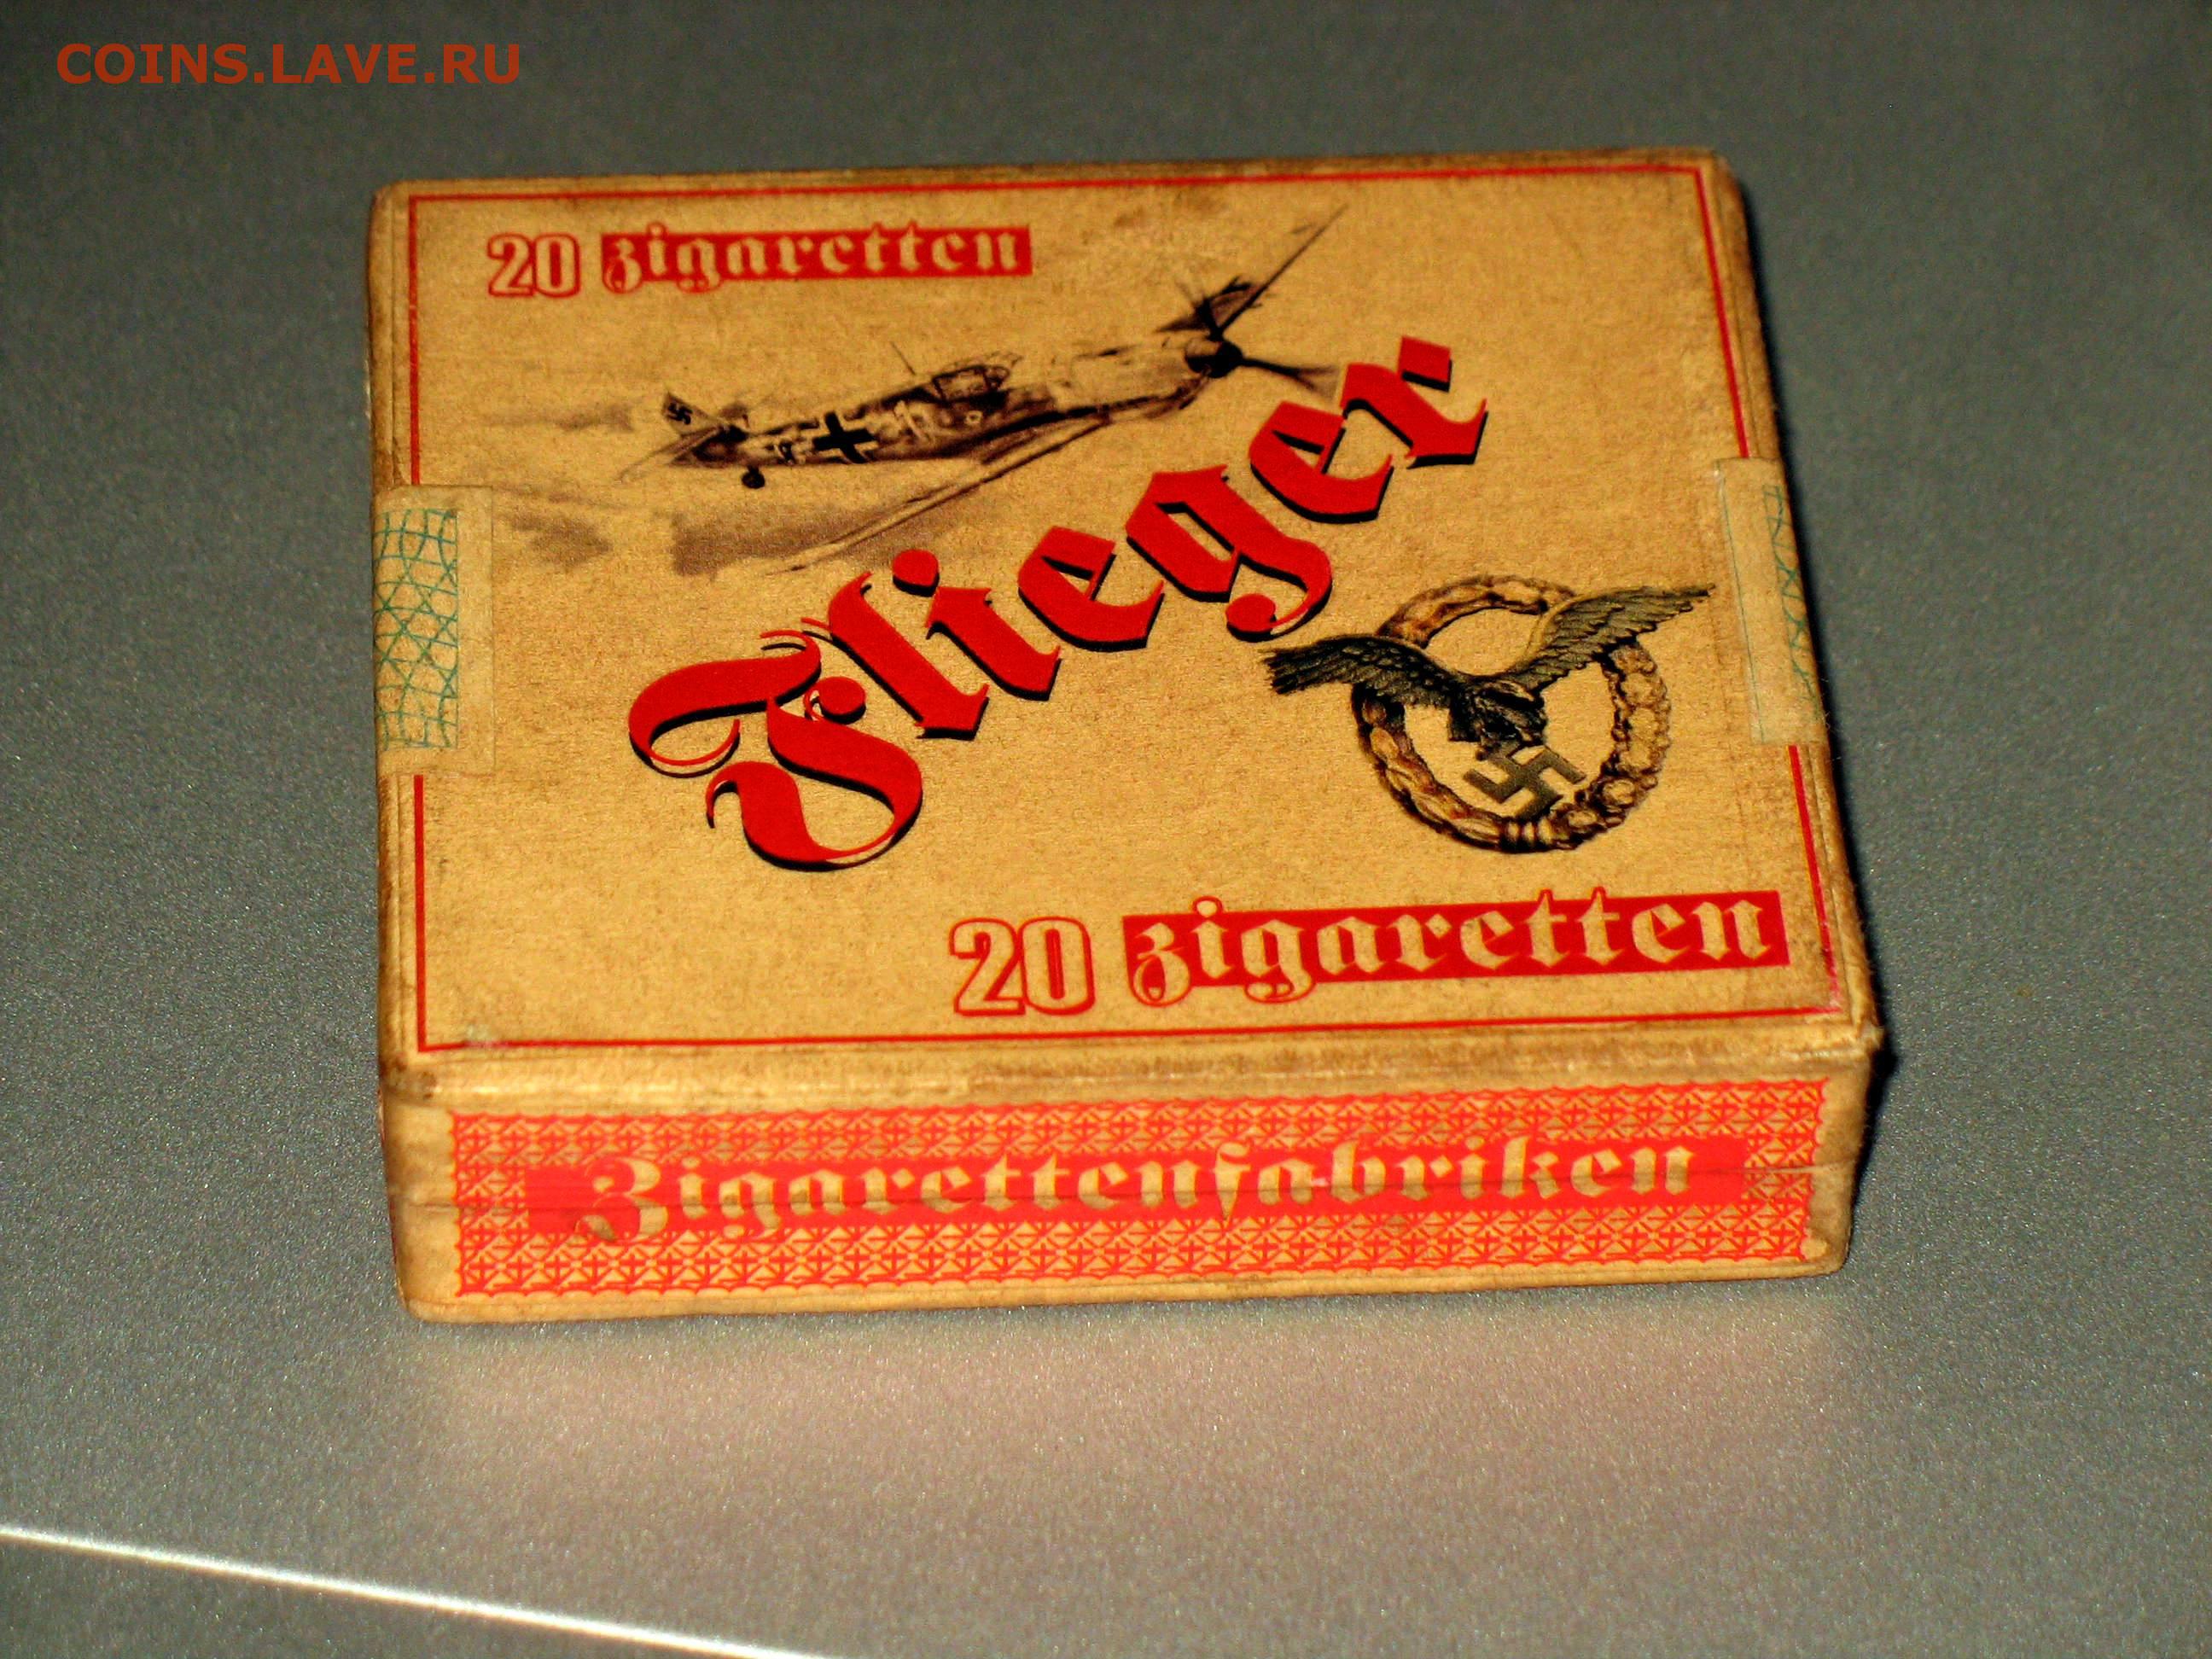 COINS.LAVE.RU
20 zigaretten
Flieger
20 zigaretten
Zigarettenfabriken